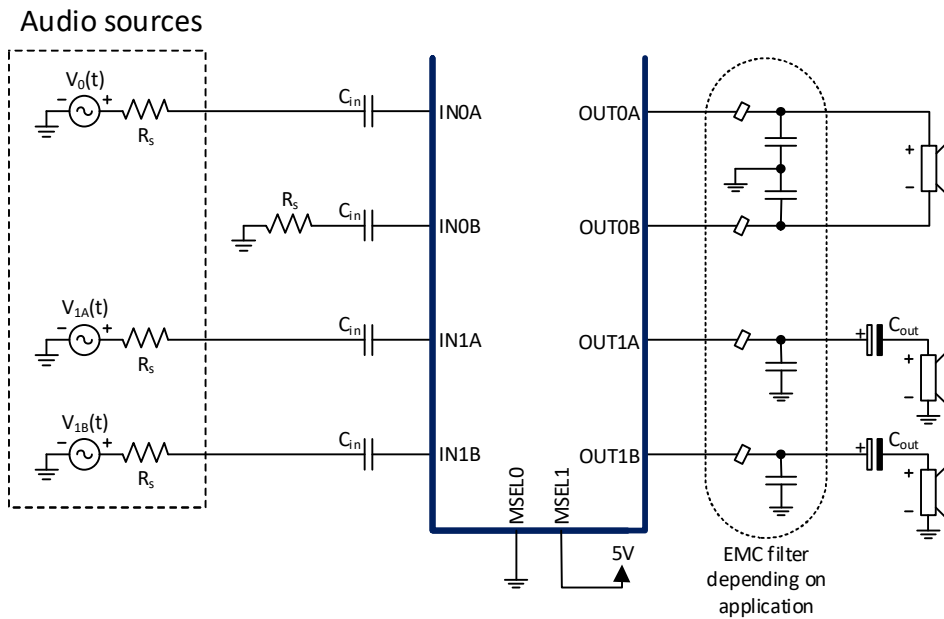 Audio sources
V0(t)
− +
Rs
Cin
IN0A
OUT0A
+
−
Rs
Cin
IN0B
OUT0B
V1A(t)
− +
Rs
Cin
IN1A
OUT1A
+
Cout
+
−
V1B(t)
− +
Rs
Cin
IN1B
OUT1B
+
Cout
+
−
MSEL0
MSEL1
5V
EMC filter
depending on
application